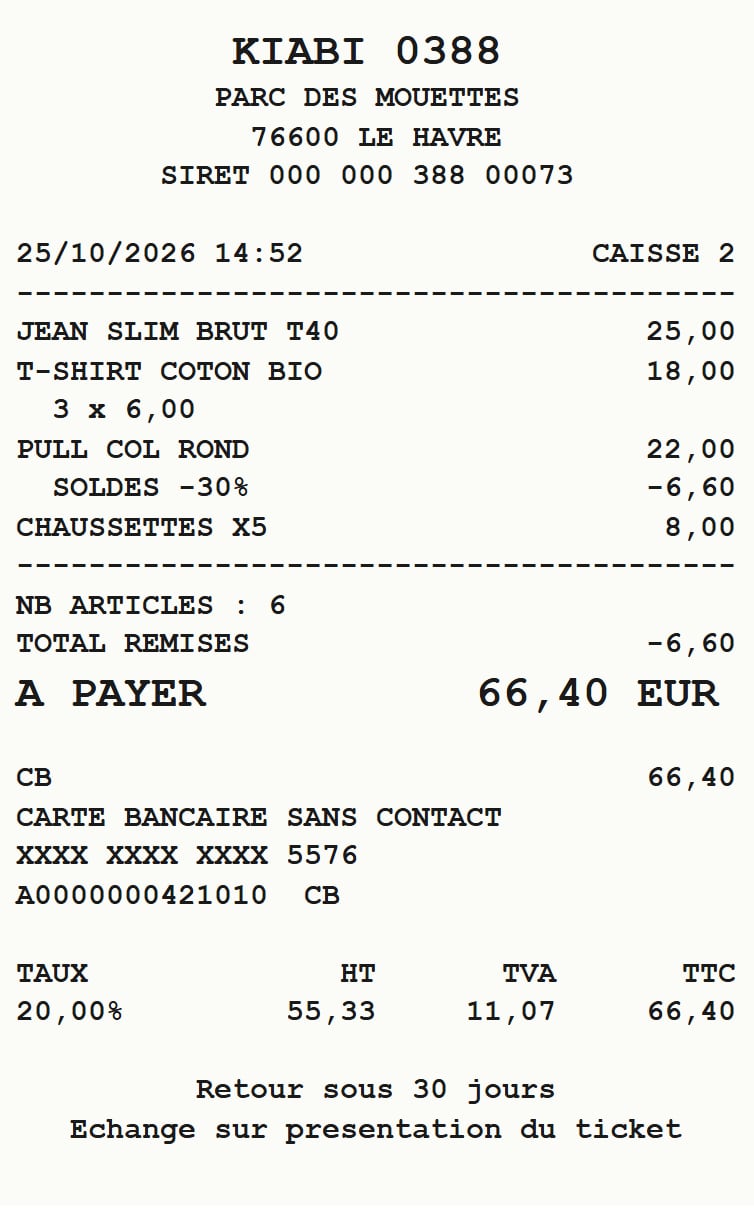 KIABI 0388
PARC DES MOUETTES
76600 LE HAVRE
SIRET 000 000 388 00073
25/10/2026 14:52 CAISSE 2
----------------------------------------
JEAN SLIM BRUT T40 25,00
T-SHIRT COTON BIO 18,00
3 x 6,00
PULL COL ROND 22,00
SOLDES -30% -6,60
CHAUSSETTES X5 8,00
----------------------------------------
NB ARTICLES : 6
TOTAL REMISES -6,60
A PAYER 66,40 EUR
CB 66,40
CARTE BANCAIRE SANS CONTACT
XXXX XXXX XXXX 5576
A0000000421010 CB
TAUX HT TVA TTC
20,00% 55,33 11,07 66,40
Retour sous 30 jours
Echange sur presentation du ticket